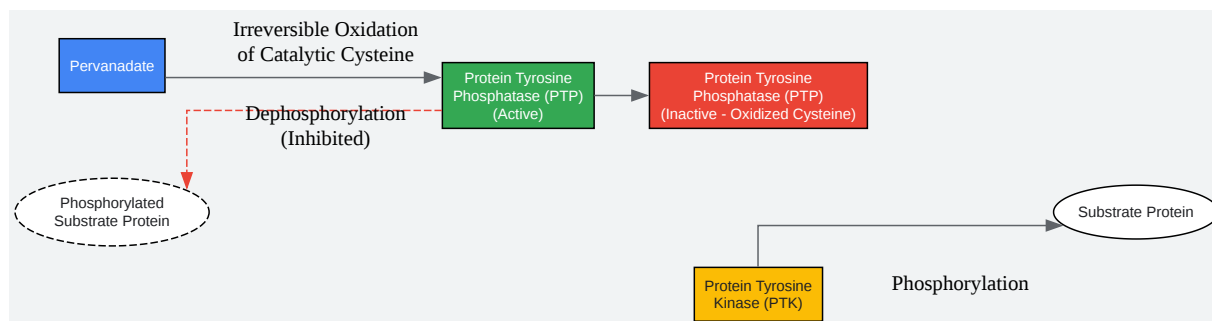 Irreversible Oxidation
of Catalytic Cysteine
Pervanadate
Protein Tyrosine
Phosphatase (PTP)
(Active)
Protein Tyrosine
Phosphatase (PTP)
(Inactive - Oxidized Cysteine)
Dephosphorylation
(Inhibited)
Phosphorylated
Substrate Protein
Substrate Protein
Protein Tyrosine
Kinase (PTK)
Phosphorylation